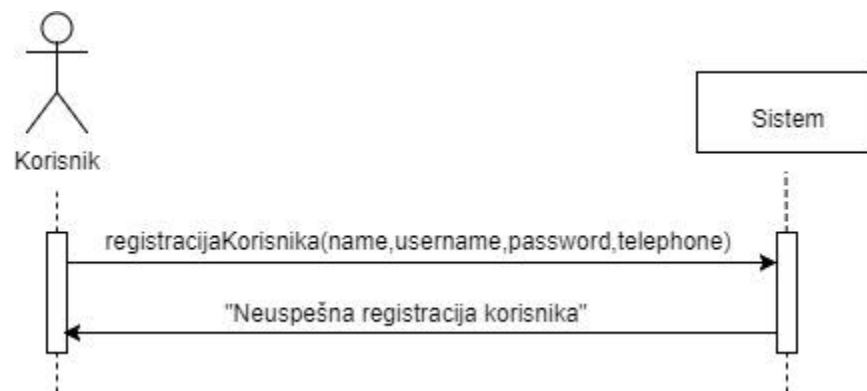 Korisnik
Sistem
registracijaKorisnika(name,username,password,telephone)
"Neuspešna registracija korisnika"